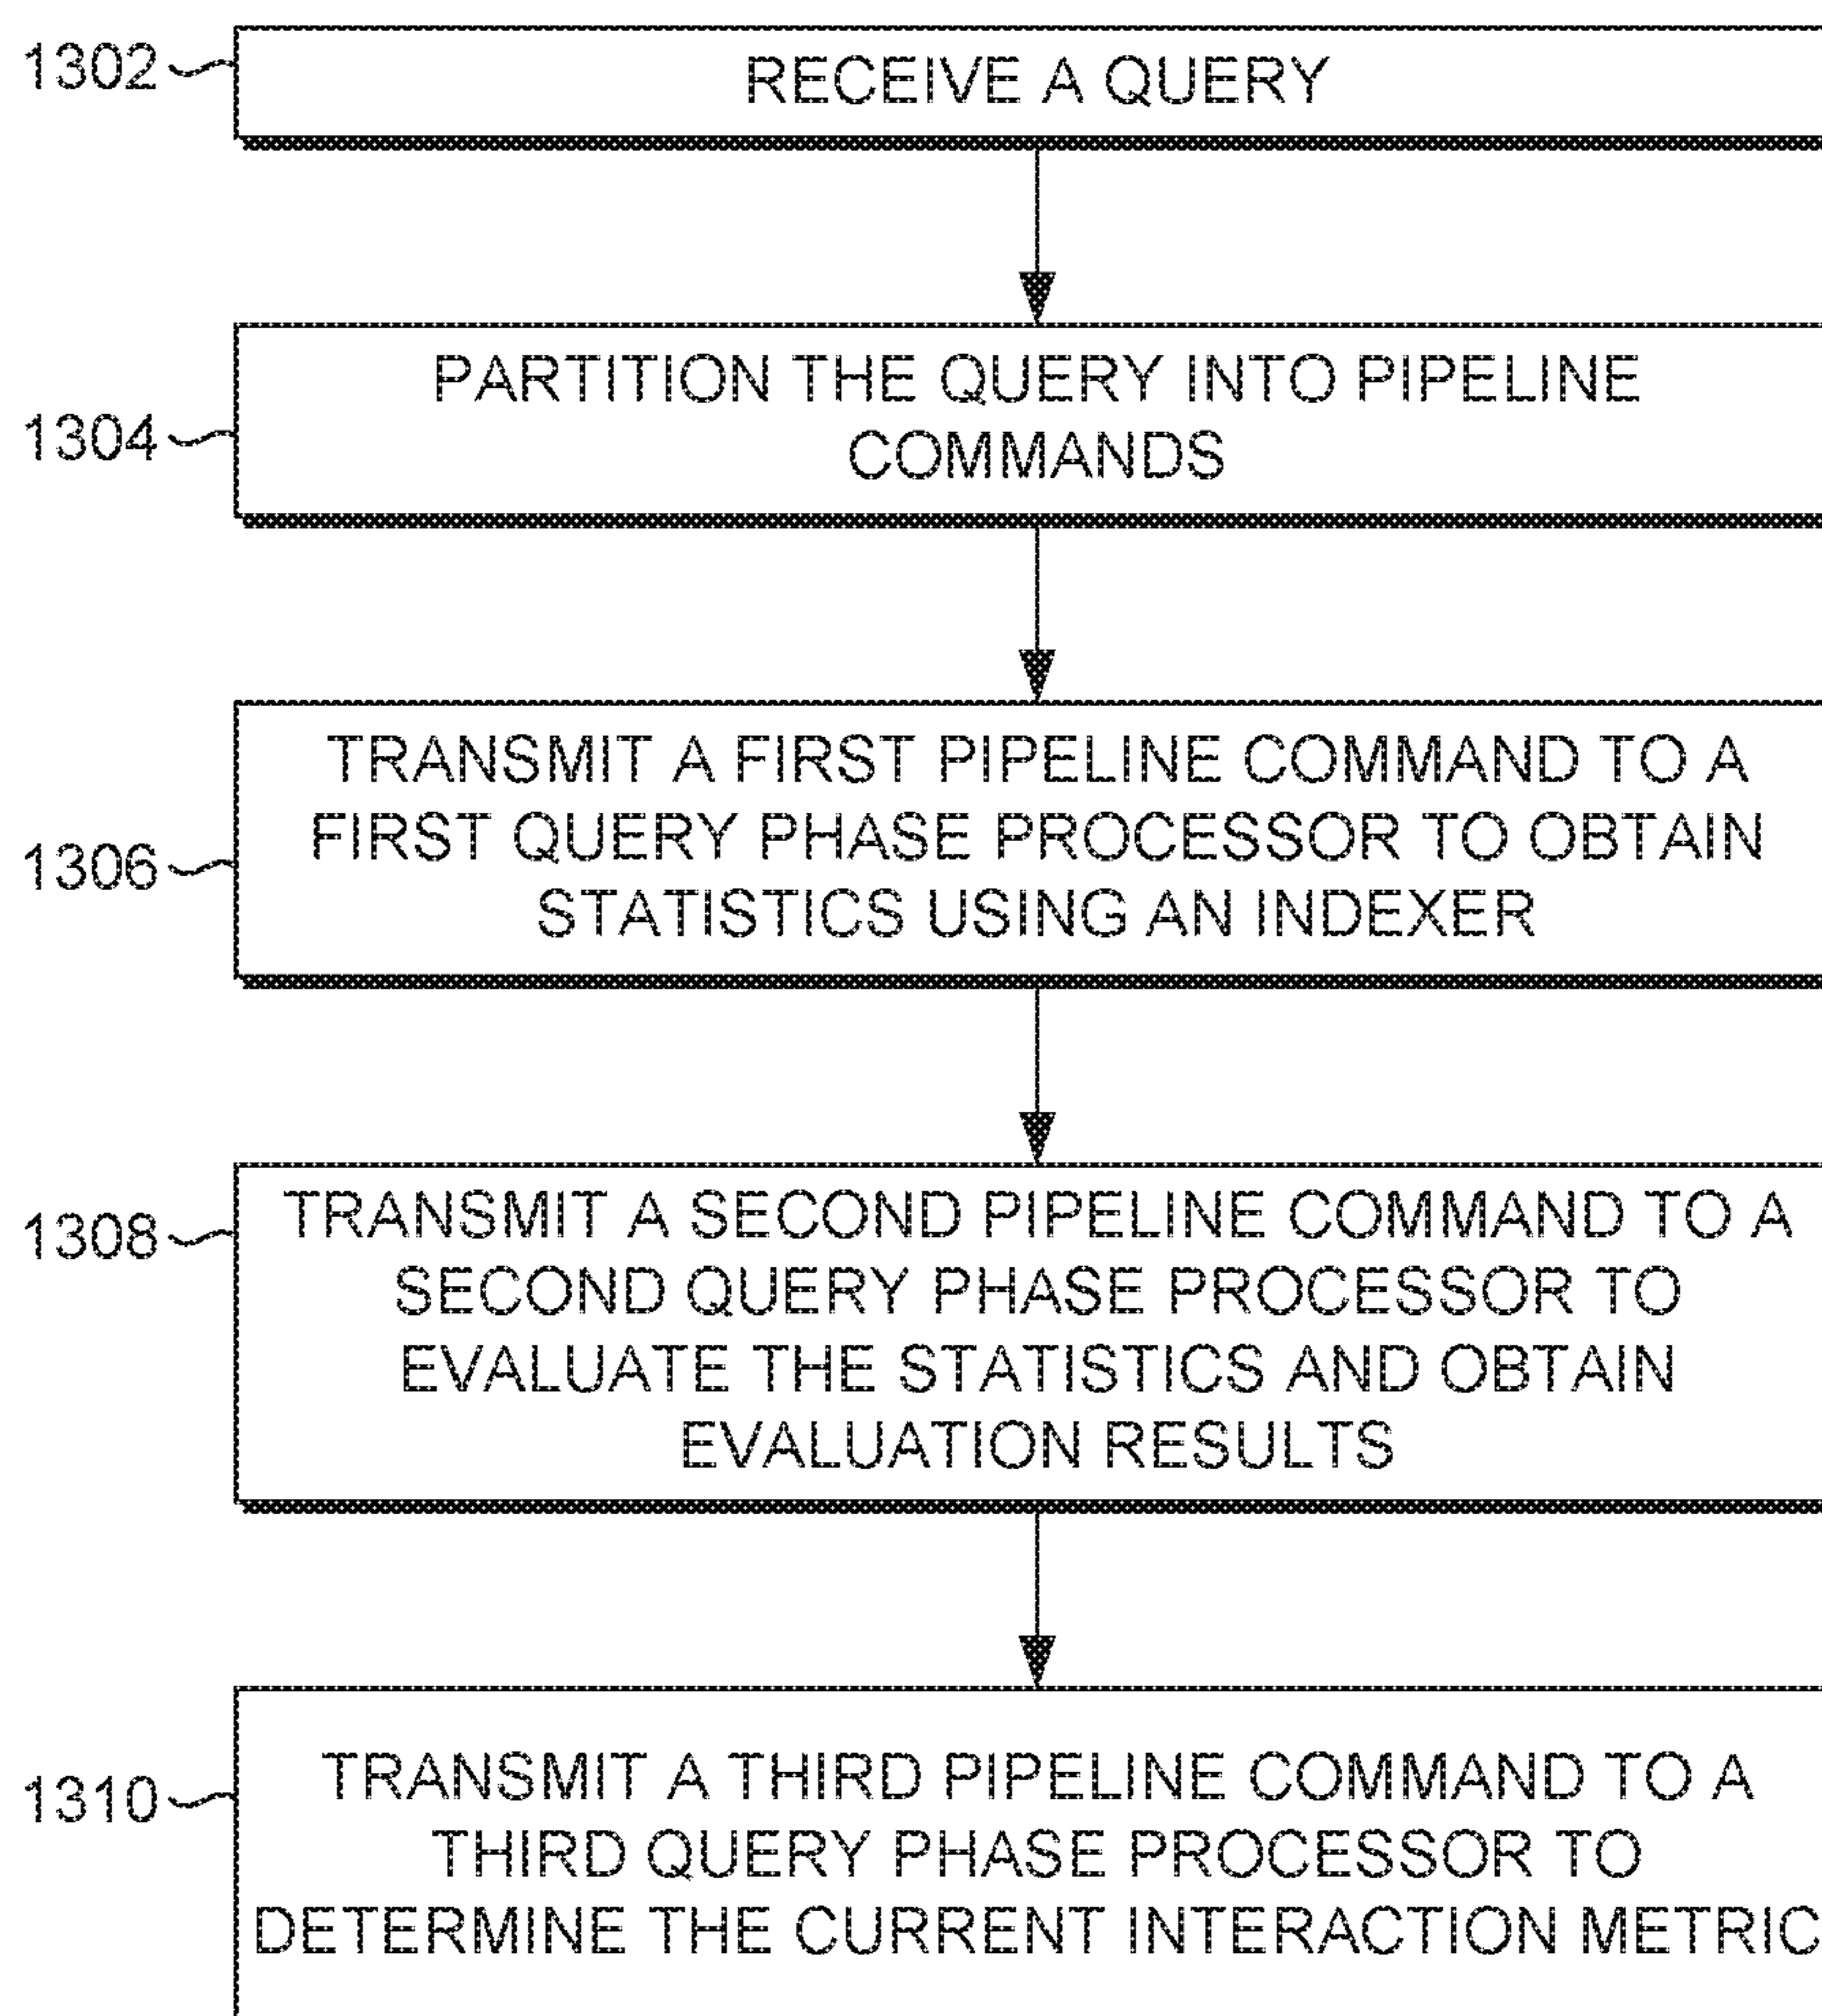 1302
RECEIVE A QUERY
PARTITION THE QUERY INTO PIPELINE
1304
COMMANDS
TRANSMIT A FIRST PIPELINE COMMAND TO A
FIRST QUERY PHASE PROCESSOR TO OBTAIN
1306
STATISTICS USING AN INDEXER
TRANSMIT A SECOND PIPELINE COMMAND TO A
1308
SECOND QUERY PHASE PROCESSOR TO
EVALUATE THE STATISTICS AND OBTAIN
EVALUATION RESULTS
TRANSMIT A THIRD PIPELINE COMMAND TO A
1310
THIRD QUERY PHASE PROCESSOR TO
DETERMINE THE CURRENT INTERACTION METRIC